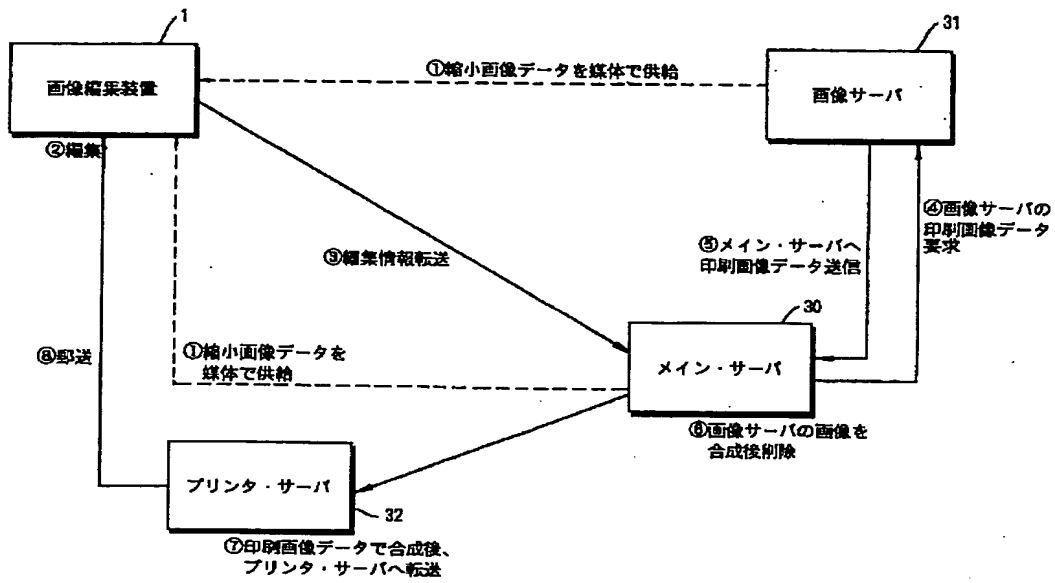 1
31
画像編集装置
①縮小画像データを媒体で供給
画像サーバ
②編集
④画像サーバの
印刷画像データ
要求
⑤メイン・サーバへ
印刷画像データ送信
③編集情報転送
30
⑧郵送
①縮小画像データを
媒体で供給
メイン・サーバ
⑥画像サーバの画像を
合成後削除
プリンタ・サーバ
32
⑦印刷画像データで合成後、
プリンタ・サーバへ転送